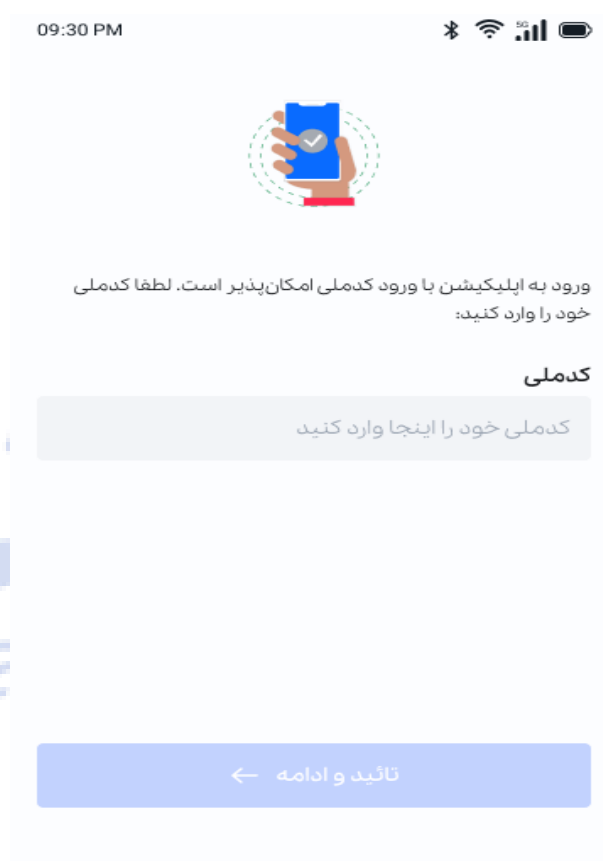 09:30 PM
5G
ورود به اپلیکیشن با ورود کدملی امکان‌پذیر است. لطفا کدملی
خود را وارد کنید:
کدملی
کدملی خود را اینجا وارد کنید
تائید و ادامه ←